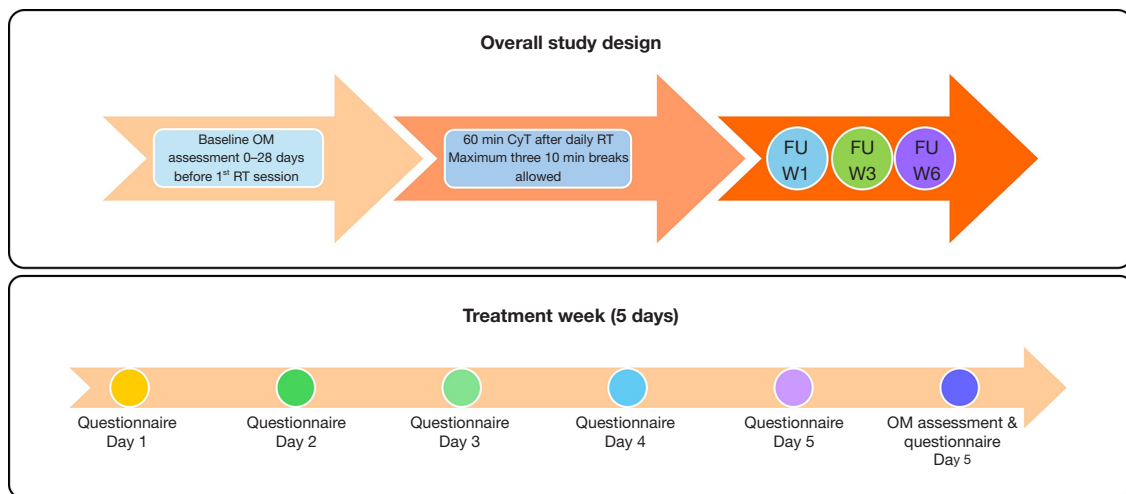 Overall study design
Baseline OM
assessment 0–28 days
before 1st RT session
60 min CyT after daily RT
Maximum three 10 min breaks
allowed
FU
W1
FU
W3
FU
W6
Treatment week (5 days)
Questionnaire
Day 1
Questionnaire
Day 2
Questionnaire
Day 3
Questionnaire
Day 4
Questionnaire
Day 5
OM assessment &
questionnaire
Day 5